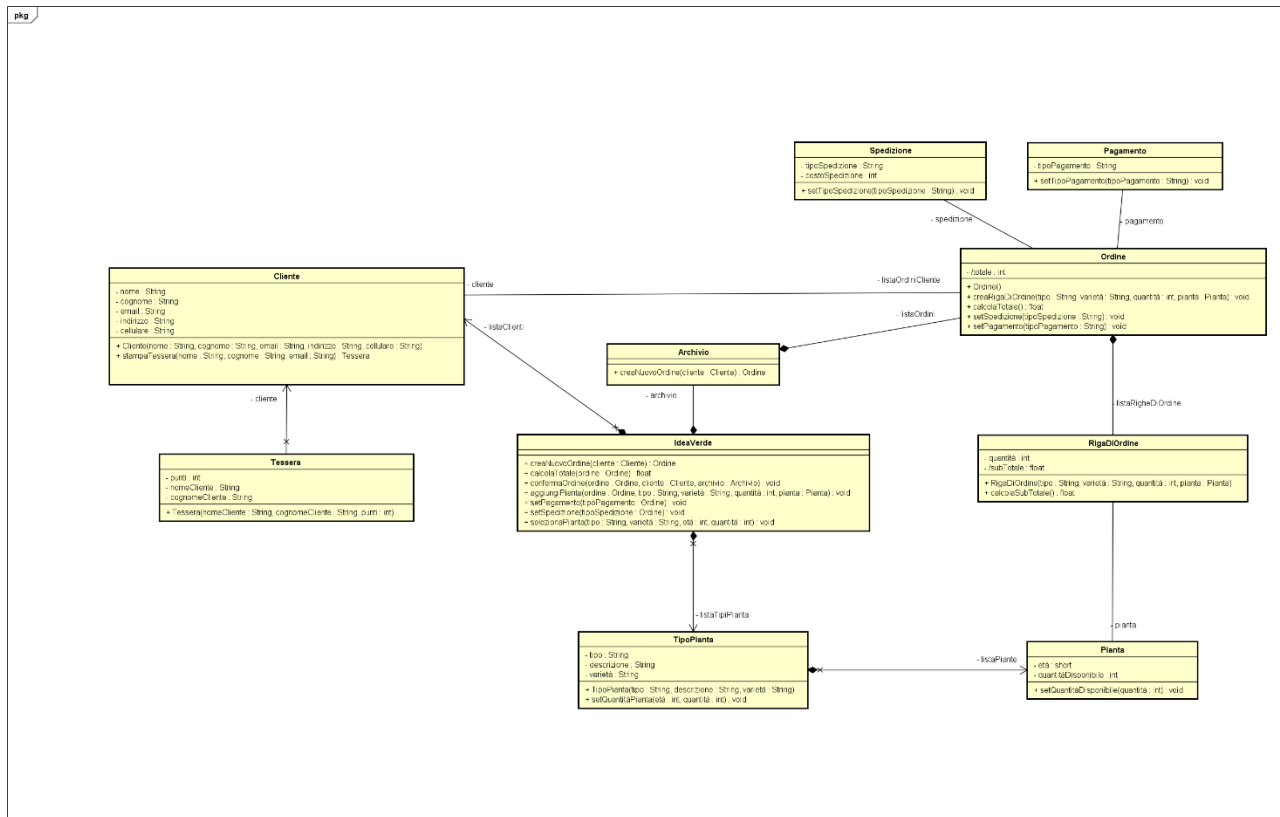 pkg
Spedizione
- tipoSpedizione : String
- costoSpedizione : int
+ setTipoSpedizione(tipoSpedizione : String) : void
Pagamento
- tipoPagamento : String
+ setTipoPagamento(tipoPagamento : String) : void
- spedizione
- pagamento
Cliente
- nome : String
- cognome : String
- email : String
- indirizzo : String
- cellulare : String
+ Cliente(nome : String, cognome : String, email : String, indirizzo : String, cellulare : String)
+ stampaTessera(nome : String, cognome : String, email : String) : Tessera
- cliente
- listaOrdiniCliente
Ordine
- /totale : int
+ Ordine()
+ creaRigaDiOrdine(tipo : String, varietà : String, quantità : int, pianta : Pianta) : void
+ calcolaTotale() : float
+ setSpedizione(tipoSpedizione : String) : void
+ setPagamento(tipoPagamento : String) : void
- listaClienti
- listaOrdini
Archivio
+ creaNuovoOrdine(cliente : Cliente) : Ordine
- cliente
- archivio
- listaRigheDiOrdine
Tessera
- punti : int
- nomeCliente : String
- cognomeCliente : String
+ Tessera(nomeCliente : String, cognomeCliente : String, punti : int)
IdeaVerde
+ creaNuovoOrdine(cliente : Cliente) : Ordine
+ calcolaTotale(ordine : Ordine) : float
+ confermaOrdine(ordine : Ordine, cliente : Cliente, archivio : Archivio) : void
+ aggiungiPianta(ordine : Ordine, tipo : String, varietà : String, quantità : int, pianta : Pianta) : void
+ setPagamento(tipoPagamento : Ordine) : void
+ setSpedizione(tipoSpedizione : Ordine) : void
+ selezionaPianta(tipo : String, varietà : String, età : int, quantità : int) : void
RigaDiOrdine
- quantità : int
- /subTotale : float
+ RigaDiOrdine(tipo : String, varietà : String, quantità : int, pianta : Pianta)
+ calcolaSubTotale() : float
- listaTipiPianta
- pianta
TipoPianta
- tipo : String
- descrizione : String
- varietà : String
+ TipoPianta(tipo : String, descrizione : String, varietà : String)
+ setQuantitàPianta(età : int, quantità : int) : void
- listaPiante
Pianta
- età : short
- quantitàDisponibile : int
+ setQuantitàDisponibile(quantità : int) : void